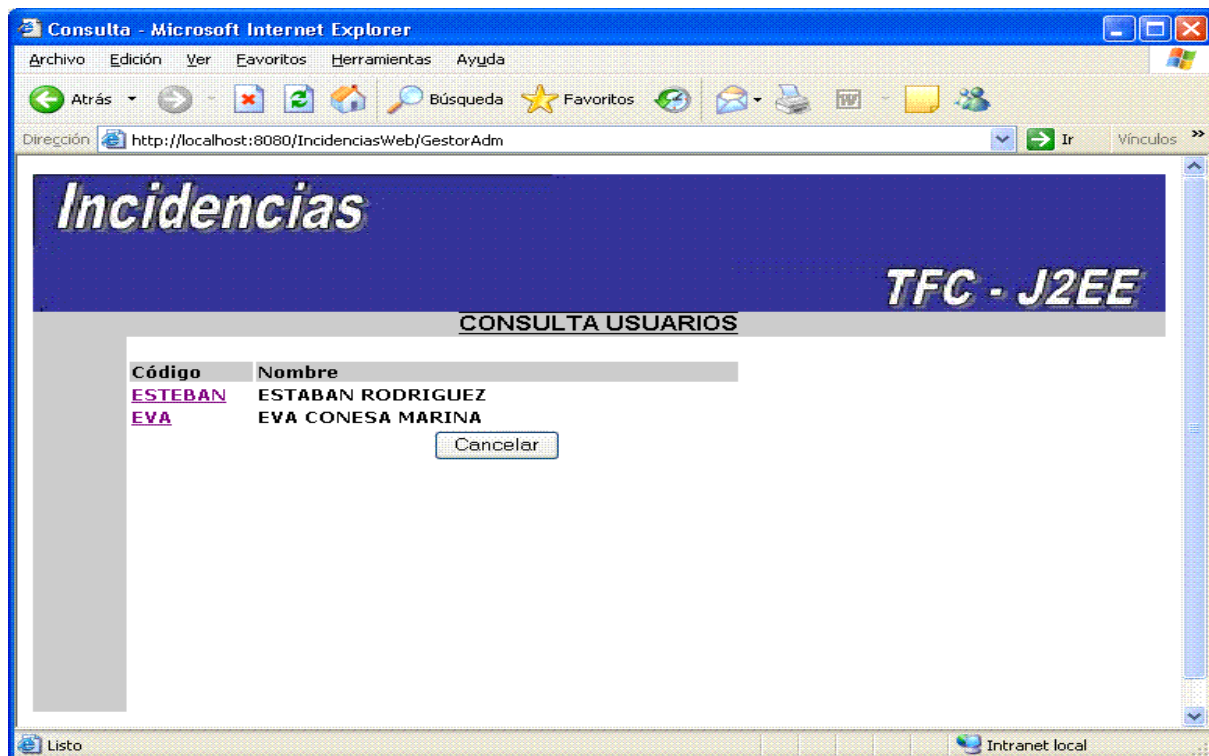 Consulta - Microsoft Internet Explorer
Archivo Edición Ver Favoritos Herramientas Ayuda
Atrás Búsqueda Favoritos
Dirección http://localhost:8080/IncidenciasWeb/GestorAdm Ir Vínculos »
Incidencias
TFC - J2EE
CONSULTA USUARIOS
Código Nombre
ESTEBAN ESTABAN RODRIGUEZ
EVA EVA CONESA MARINA
Cancelar
Listo Intranet local